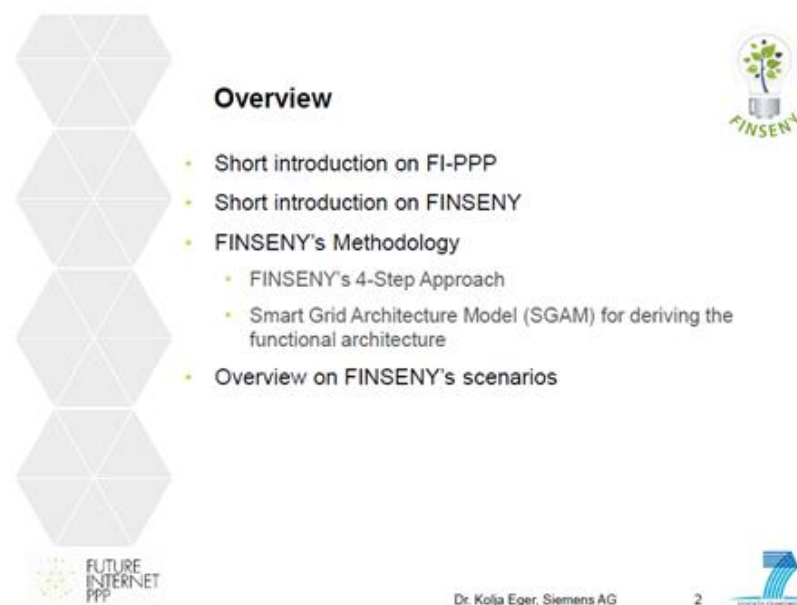 Overview
FINSENY
• Short introduction on FI-PPP
• Short introduction on FINSENY
• FINSENY's Methodology
• FINSENY's 4-Step Approach
• Smart Grid Architecture Model (SGAM) for deriving the
functional architecture
• Overview on FINSENY's scenarios
FUTURE
INTERNET
PPP
Dr. Kolja Eger, Siemens AG
2